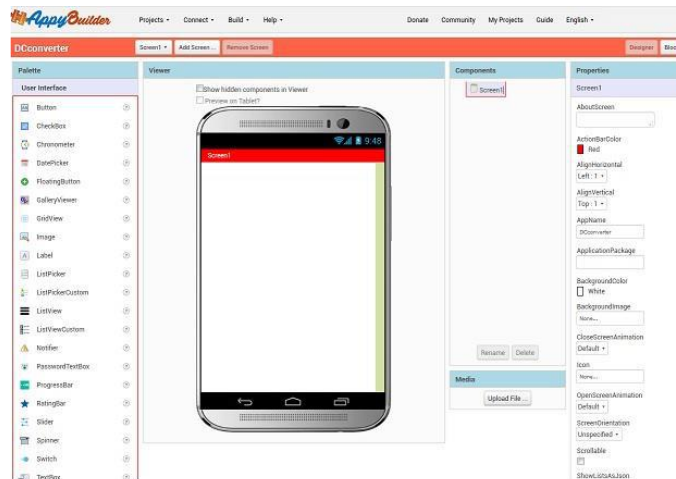 AppyBuilder
Projects Connect Build Help Donate Community My Projects Guide English
DCconverter Screen1 Add Screen ... Remove Screen Designer Bloc
Palette
User Interface
Button
CheckBox
Chronometer
DatePicker
FloatingButton
GalleryViewer
GridView
Image
Label
ListPicker
ListPickerCustom
ListView
ListViewCustom
Notifier
PasswordTextBox
ProgressBar
RatingBar
Slider
Spinner
Switch
TextBox
Viewer
Show hidden components in Viewer
Preview on Tablet?
9:48
Screen1
Components
Screen1
Rename Delete
Media
Upload File ...
Properties
Screen1
AboutScreen
ActionBarColor
Red
AlignHorizontal
Left : 1
AlignVertical
Top : 1
AppName
DCconverter
ApplicationPackage
BackgroundColor
White
BackgroundImage
None...
CloseScreenAnimation
Default
Icon
None...
OpenScreenAnimation
Default
ScreenOrientation
Unspecified
Scrollable
ShowListsAsJson